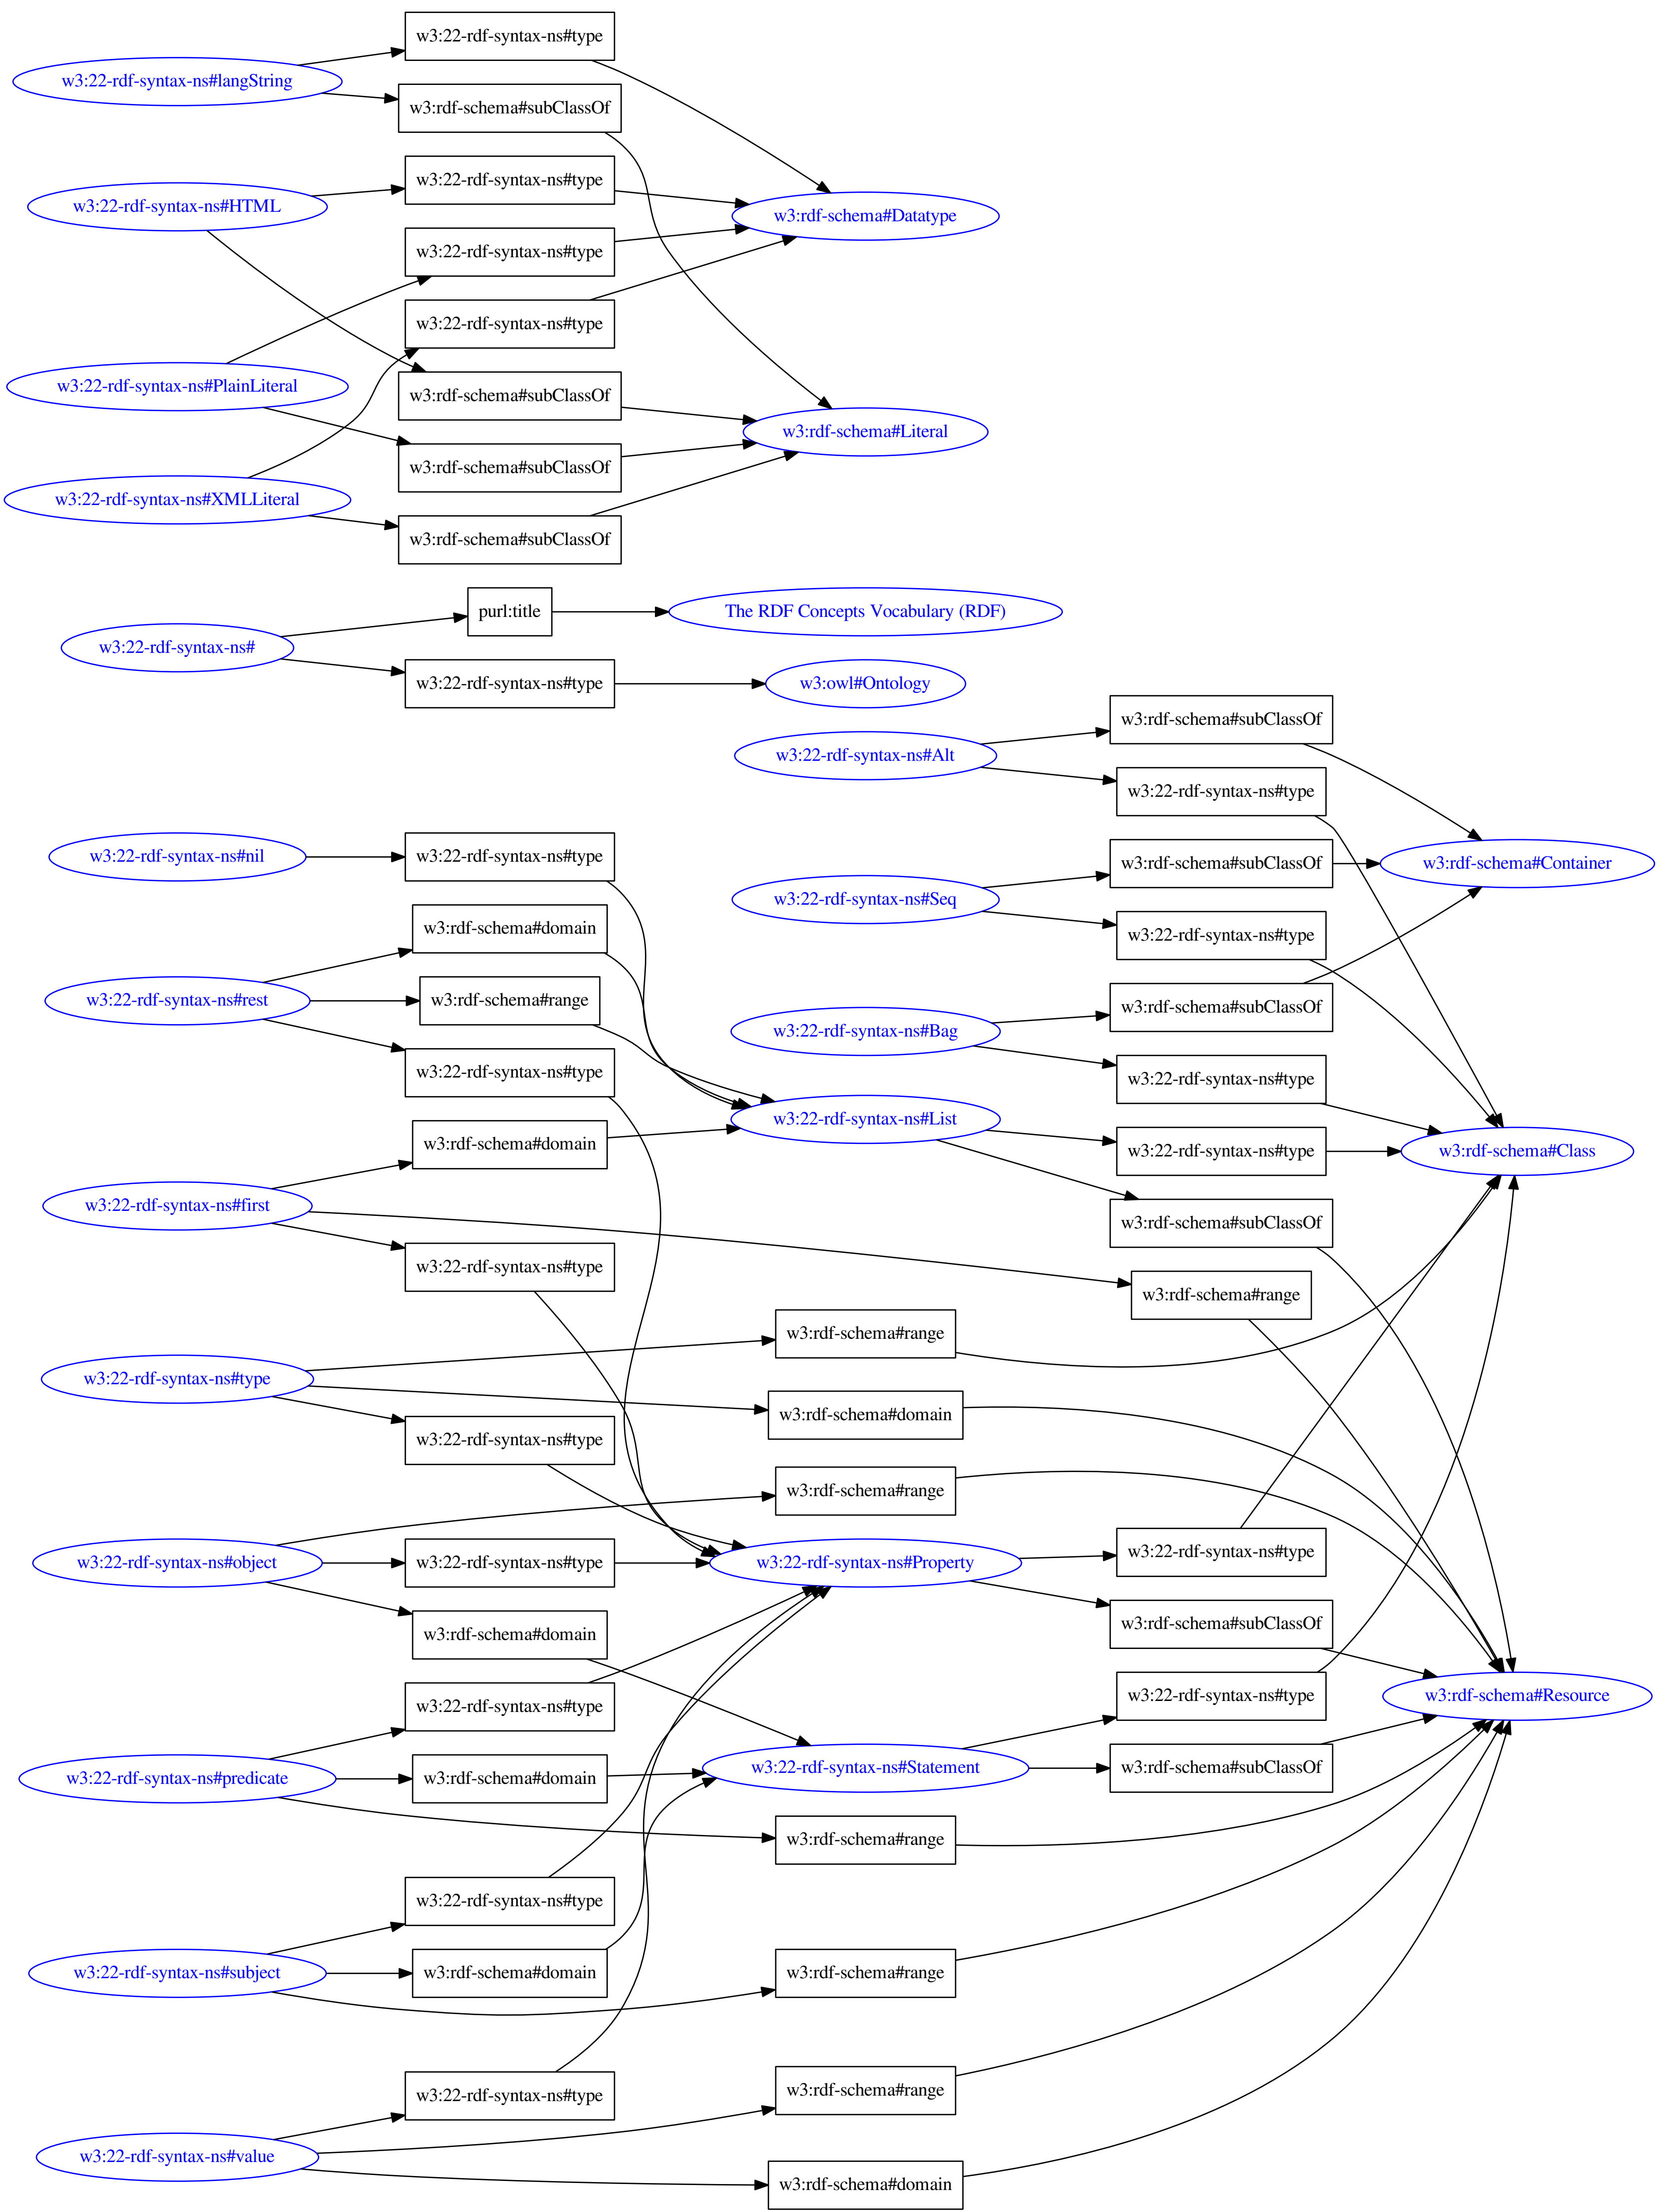 w3:22-rdf-syntax-ns#type
w3:22-rdf-syntax-ns#langString
w3:rdf-schema#subClassOf
w3:22-rdf-syntax-ns#type
w3:22-rdf-syntax-ns#HTML
w3:rdf-schema#Datatype
w3:22-rdf-syntax-ns#type
w3:22-rdf-syntax-ns#type
w3:22-rdf-syntax-ns#PlainLiteral
w3:rdf-schema#subClassOf
w3:rdf-schema#Literal
w3:rdf-schema#subClassOf
w3:22-rdf-syntax-ns#XMLLiteral
w3:rdf-schema#subClassOf
purl:title
The RDF Concepts Vocabulary (RDF)
w3:22-rdf-syntax-ns#
w3:22-rdf-syntax-ns#type
w3:owl#Ontology
w3:rdf-schema#subClassOf
w3:22-rdf-syntax-ns#Alt
w3:22-rdf-syntax-ns#type
w3:22-rdf-syntax-ns#nil
w3:22-rdf-syntax-ns#type
w3:rdf-schema#subClassOf
w3:rdf-schema#Container
w3:22-rdf-syntax-ns#Seq
w3:rdf-schema#domain
w3:22-rdf-syntax-ns#type
w3:22-rdf-syntax-ns#rest
w3:rdf-schema#range
w3:rdf-schema#subClassOf
w3:22-rdf-syntax-ns#Bag
w3:22-rdf-syntax-ns#type
w3:22-rdf-syntax-ns#type
w3:22-rdf-syntax-ns#List
w3:rdf-schema#domain
w3:22-rdf-syntax-ns#type
w3:rdf-schema#Class
w3:22-rdf-syntax-ns#first
w3:rdf-schema#subClassOf
w3:22-rdf-syntax-ns#type
w3:rdf-schema#range
w3:rdf-schema#range
w3:22-rdf-syntax-ns#type
w3:rdf-schema#domain
w3:22-rdf-syntax-ns#type
w3:rdf-schema#range
w3:22-rdf-syntax-ns#object
w3:22-rdf-syntax-ns#type
w3:22-rdf-syntax-ns#Property
w3:22-rdf-syntax-ns#type
w3:rdf-schema#domain
w3:rdf-schema#subClassOf
w3:22-rdf-syntax-ns#type
w3:22-rdf-syntax-ns#type
w3:rdf-schema#Resource
w3:22-rdf-syntax-ns#predicate
w3:rdf-schema#domain
w3:22-rdf-syntax-ns#Statement
w3:rdf-schema#subClassOf
w3:rdf-schema#range
w3:22-rdf-syntax-ns#type
w3:22-rdf-syntax-ns#subject
w3:rdf-schema#domain
w3:rdf-schema#range
w3:22-rdf-syntax-ns#type
w3:rdf-schema#range
w3:22-rdf-syntax-ns#value
w3:rdf-schema#domain